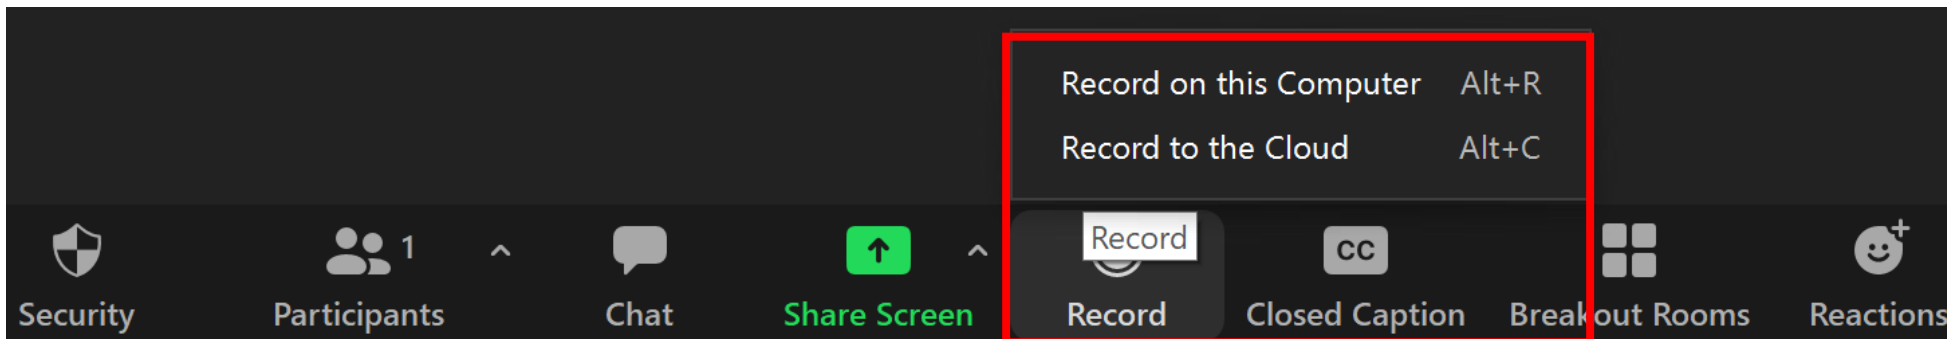 Record on this Computer Alt+R
Record to the Cloud Alt+C
Record
1
CC
Security Participants Chat Share Screen Record Closed Caption Breakout Rooms Reactions